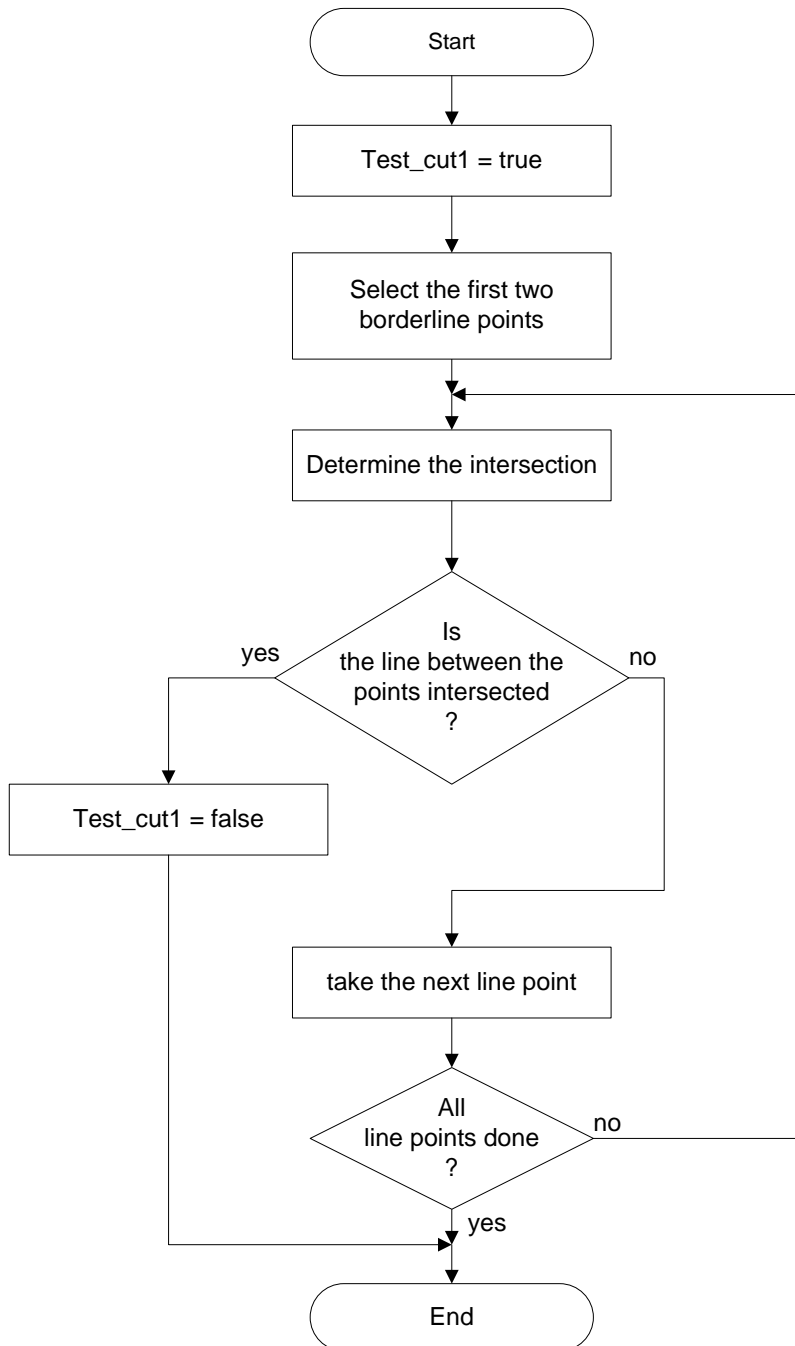 Start
Test_cut1 = true
Select the first two
borderline points
Determine the intersection
Is
the line between the
points intersected
?
yes
no
Test_cut1 = false
take the next line point
All
line points done
?
no
yes
End